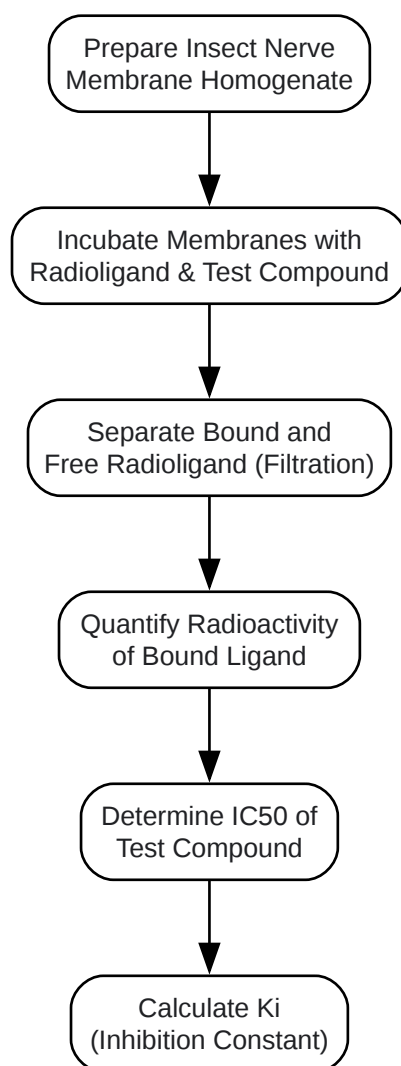 Prepare Insect Nerve
Membrane Homogenate
Incubate Membranes with
Radioligand & Test Compound
Separate Bound and
Free Radioligand (Filtration)
Quantify Radioactivity
of Bound Ligand
Determine IC50 of
Test Compound
Calculate Ki
(Inhibition Constant)